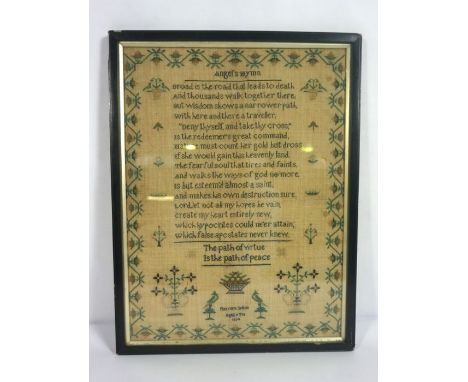 Angel's Hymn
Broad is the road that leads to death
And thousands walk together there,
But wisdom shows a narrower path,
with here and there a traveller,
"Deny thyself, and take thy cross,"
is the redeemer's great command,
must count her gold but dross
if she would gain this heavenly land.
The fearful soul that tires and faints,
and walks the ways of god no more,
is but esteem'd almost a saint,
and makes his own destruction sure,
Lord, let not all my hopes be vain,
create my heart entirely new,
which hypocrites could ne'er attain,
which false apostates never knew.
The path of virtue
Is the path of peace
Aged